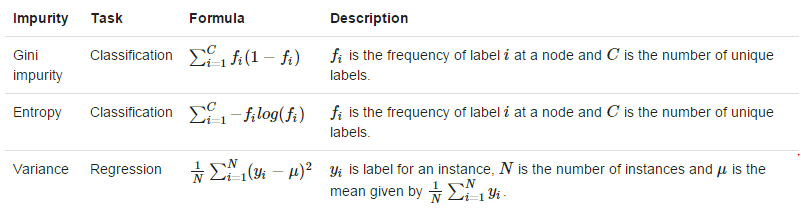 Impurity Task Formula Description
Gini impurity Classification $\sum_{i=1}^{C} f_i(1 - f_i)$ $f_i$ is the frequency of label $i$ at a node and $C$ is the number of unique
labels.
Entropy Classification $\sum_{i=1}^{C} -f_i log(f_i)$ $f_i$ is the frequency of label $i$ at a node and $C$ is the number of unique
labels.
Variance Regression $\frac{1}{N} \sum_{i=1}^{N} (y_i - \mu)^2$ $y_i$ is label for an instance, $N$ is the number of instances and $\mu$ is the
mean given by $\frac{1}{N} \sum_{i=1}^{N} y_i$.